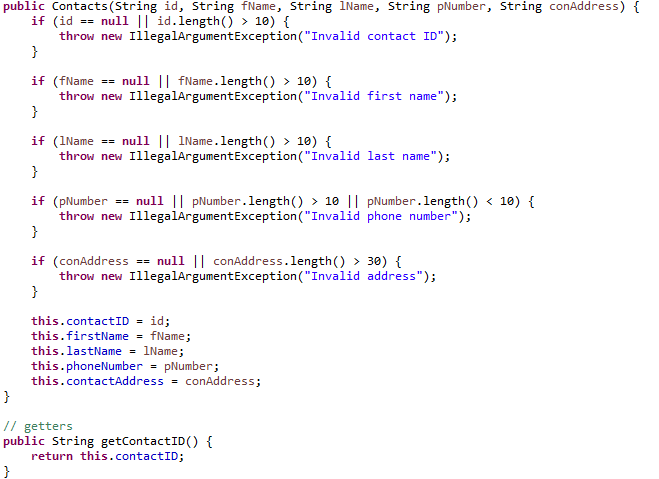 public Contacts(String id, String fName, String lName, String pNumber, String conAddress) {
    if (id == null || id.length() > 10) {
        throw new IllegalArgumentException("Invalid contact ID");
    }

    if (fName == null || fName.length() > 10) {
        throw new IllegalArgumentException("Invalid first name");
    }

    if (lName == null || lName.length() > 10) {
        throw new IllegalArgumentException("Invalid last name");
    }

    if (pNumber == null || pNumber.length() > 10 || pNumber.length() < 10) {
        throw new IllegalArgumentException("Invalid phone number");
    }

    if (conAddress == null || conAddress.length() > 30) {
        throw new IllegalArgumentException("Invalid address");
    }

    this.contactID = id;
    this.firstName = fName;
    this.lastName = lName;
    this.phoneNumber = pNumber;
    this.contactAddress = conAddress;
}

// getters
public String getContactID() {
    return this.contactID;
}